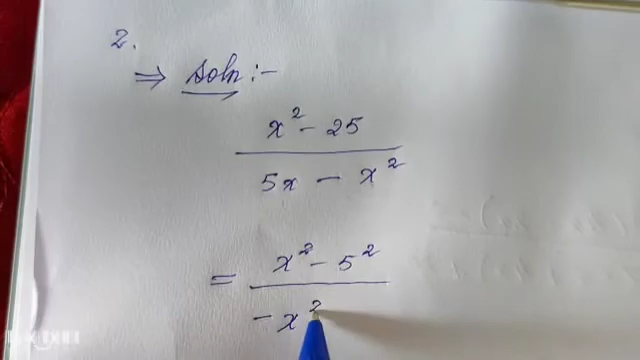 2.
⇒ Soln :-
x² - 25
5x - x²
= x² - 5²
- x²